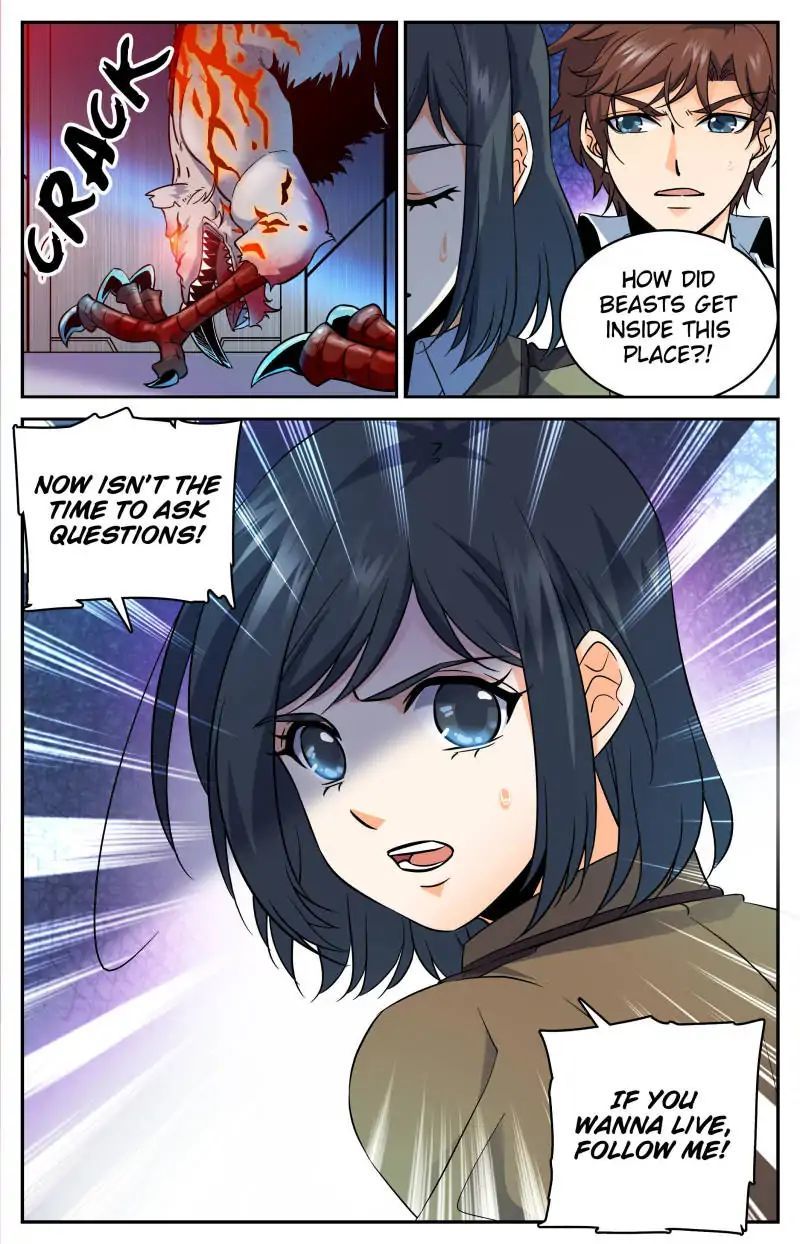 CRACK
HOW DID
BEASTS GET
INSIDE THIS
PLACE?!
NOW ISN'T THE
TIME TO ASK
QUESTIONS!
IF YOU
WANNA LIVE,
FOLLOW ME!